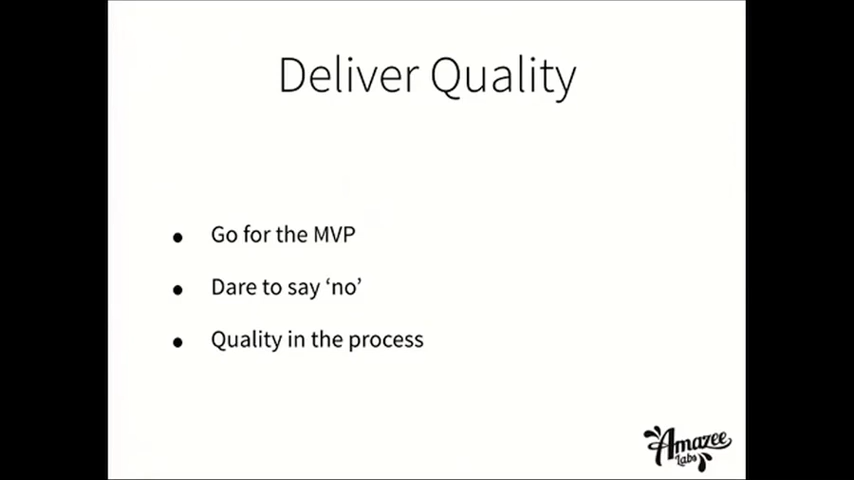 Deliver Quality
Go for the MVP
Dare to say ‘no’
Quality in the process
Amazee
Labs